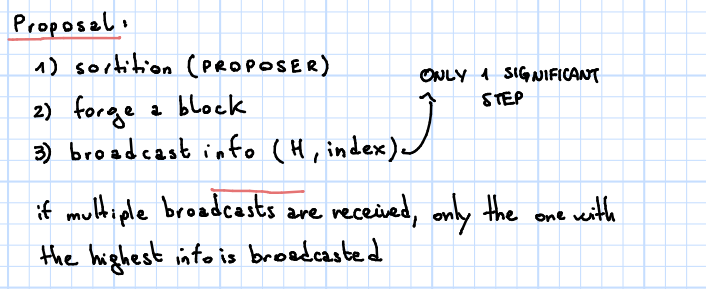 Proposal:
1) sortition (PROPOSER)
ONLY 1 SIGNIFICANT
STEP
2) forge a block
3) broadcast info (H, index)
if multiple broadcasts are received, only the one with
the highest info is broadcasted